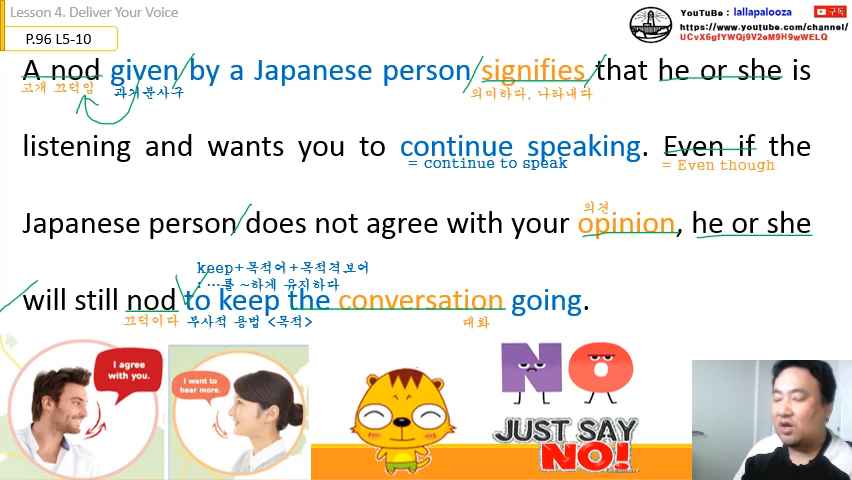 Lesson 4. Deliver Your Voice
P.96 L5-10
YouTuBe : lallapalooza
구독
https://www.youtube.com/channel/
UCvX6gfYWQj9V2eM9H9wWELQ
A nod given by a Japanese person signifies that he or she is
고개 끄덕임 과거분사구 의미하다, 나타내다
listening and wants you to continue speaking. Even if the
= continue to speak = Even though
의견
Japanese person does not agree with your opinion, he or she
keep+목적어+목적격보어
: …를 ~하게 유지하다
will still nod to keep the conversation going.
끄덕이다 부사적 용법 <목적> 대화
I agree
with you.
I want to
hear more.
NO
JUST SAY
NO!